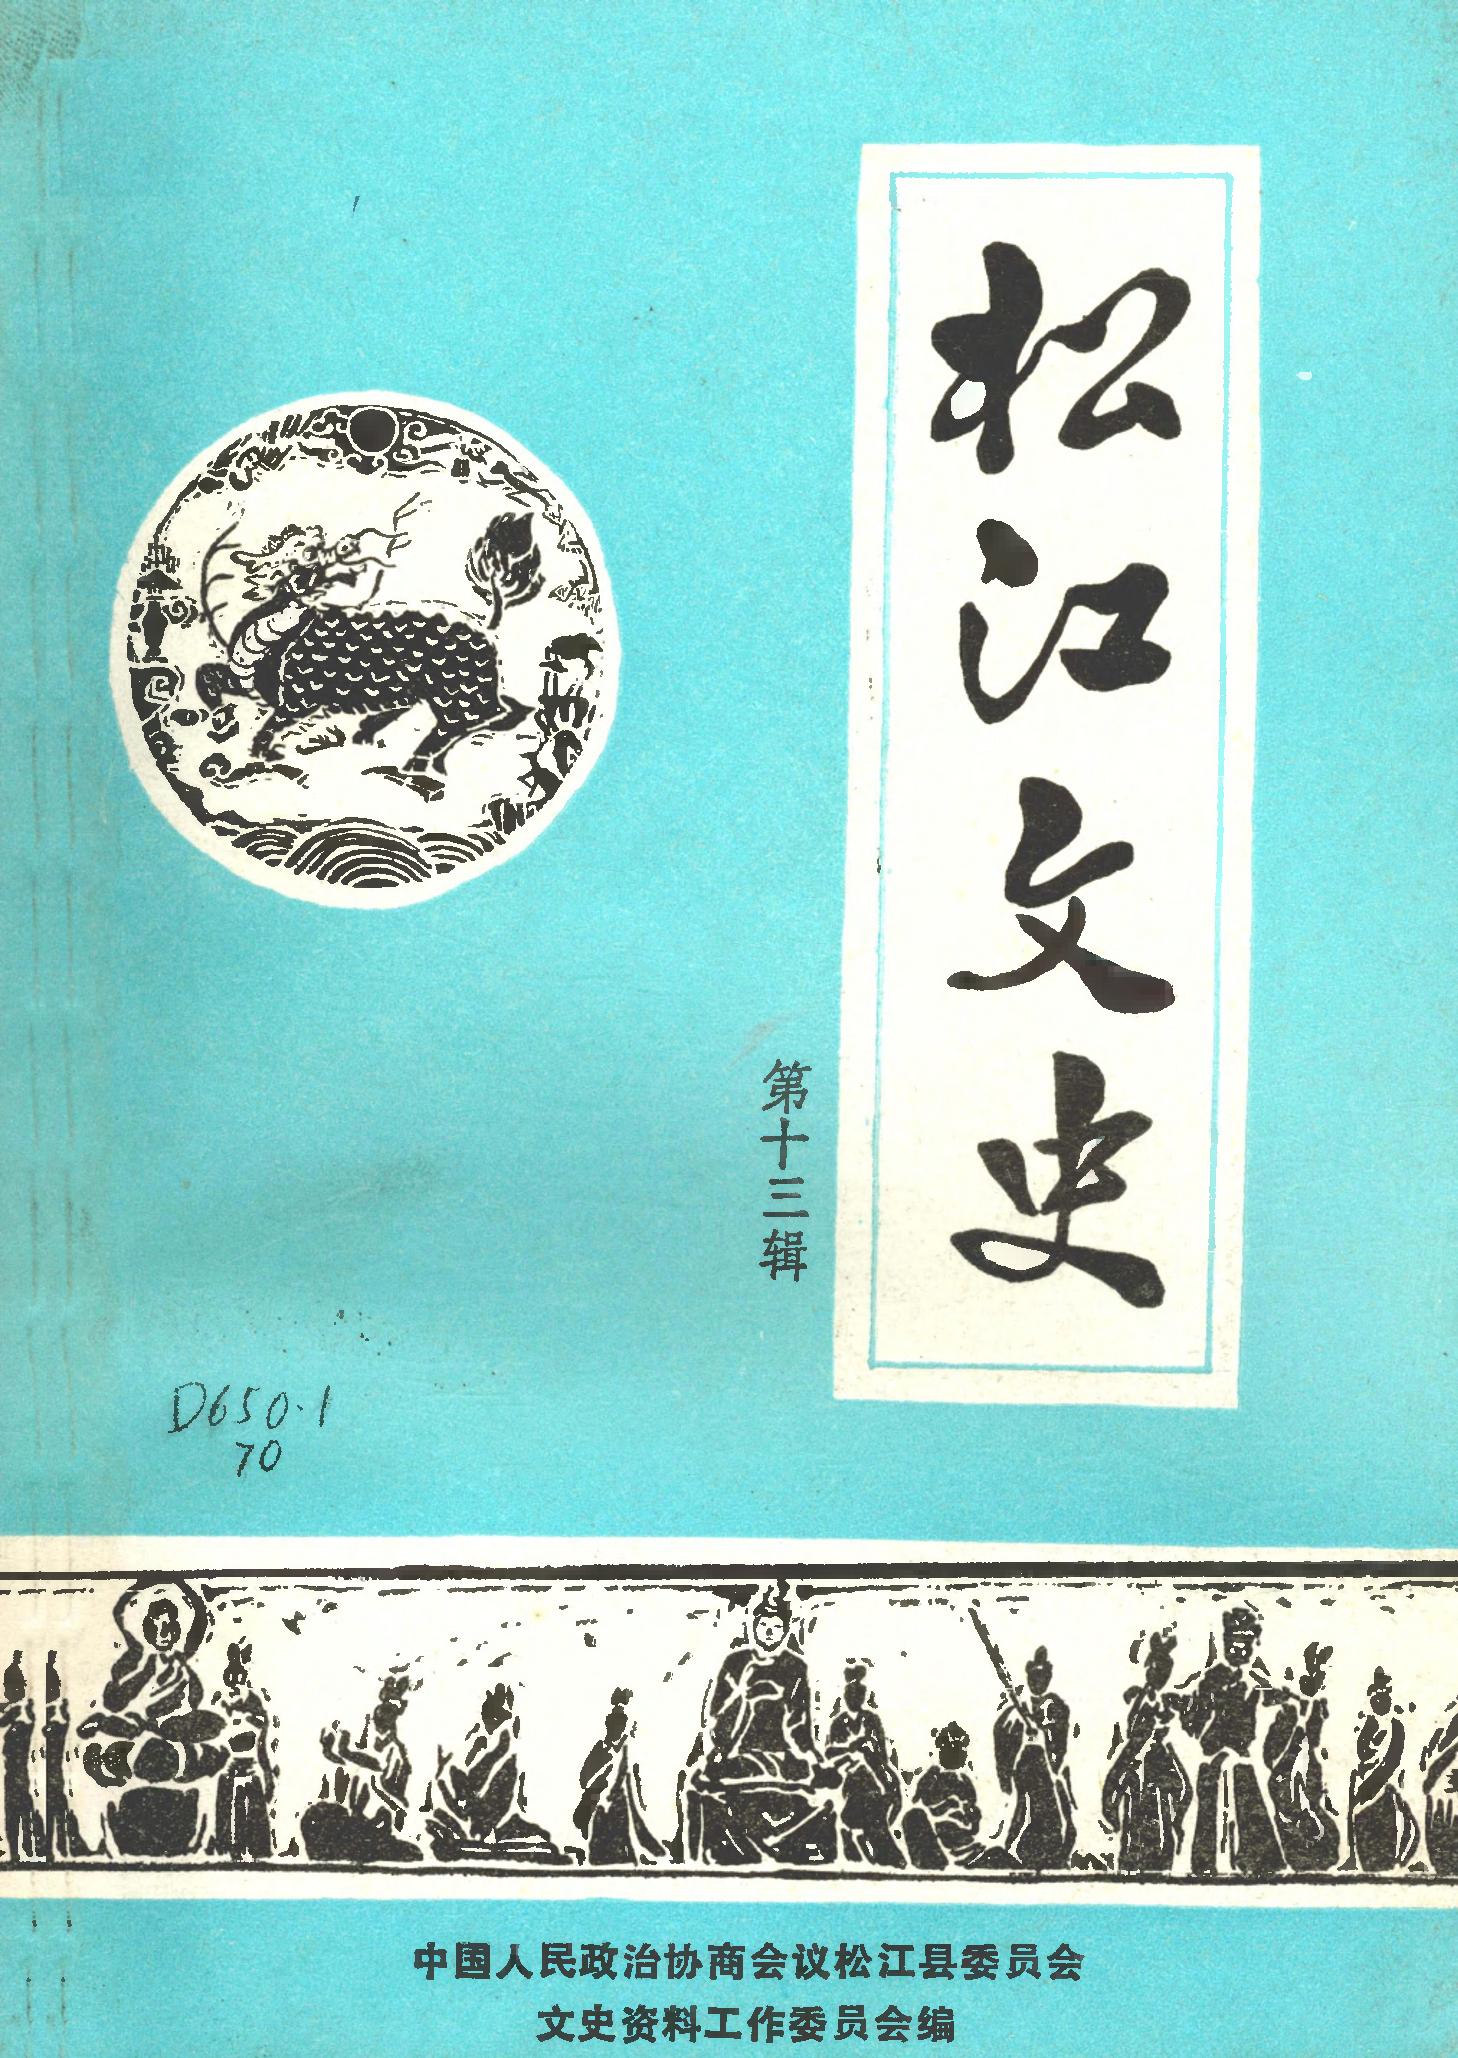 松江文史
第十三辑
D650.1
70
中国人民政治协商会议松江县委员会
文史资料工作委员会编